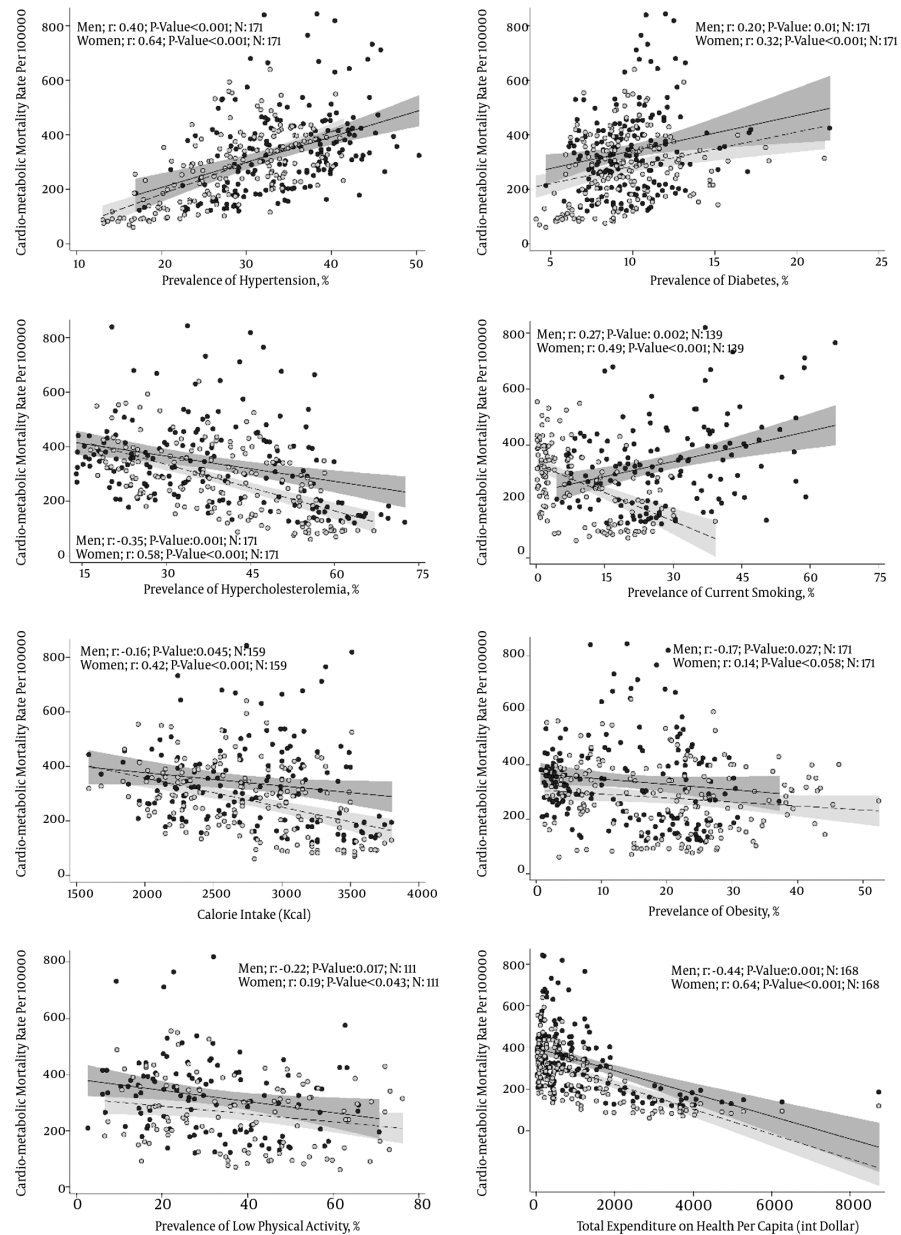 Cardio-metabolic Mortality Rate Per 100000
Men; r: 0.40; P-Value<0.001; N: 171
Women; r: 0.64; P-Value<0.001; N: 171
800
600
400
200
0
10 20 30 40 50
Prevalence of Hypertension, %
Cardio-metabolic Mortality Rate Per 100000
Men; r: 0.20; P-Value: 0.01; N: 171
Women; r: 0.32; P-Value<0.001; N: 171
800
600
400
200
0
5 10 15 20 25
Prevalence of Diabetes, %
Cardio-metabolic Mortality Rate Per 100000
800
600
400
200
0
Men; r: -0.35; P-Value:0.001; N: 171
Women; r: 0.58; P-Value<0.001; N: 171
15 30 45 60 75
Prevelance of Hypercholesterolemia, %
Cardio-metabolic Mortality Rate Per 100000
Men; r: 0.27; P-Value: 0.002; N: 139
Women; r: 0.49; P-Value<0.001; N: 139
800
600
400
200
0
0 15 30 45 60 75
Prevelance of Current Smoking, %
Cardio-metabolic Mortality Rate Per 100000
Men; r: -0.16; P-Value:0.045; N: 159
Women; r: 0.42; P-Value<0.001; N: 159
800
600
400
200
0
1500 2000 2500 3000 3500 4000
Calorie Intake (Kcal)
Cardio-metabolic Mortality Rate Per 100000
Men; r: -0.17; P-Value:0.027; N: 171
Women; r: 0.14; P-Value<0.058; N: 171
800
600
400
200
0
0 10 20 30 40 50
Prevelance of Obesity, %
Cardio-metabolic Mortality Rate Per 100000
Men; r: -0.22; P-Value:0.017; N: 111
Women; r: 0.19; P-Value<0.043; N: 111
800
600
400
200
0
0 20 40 60 80
Prevalence of Low Physical Activity, %
Cardio-metabolic Mortality Rate Per 100000
Men; r: -0.44; P-Value:0.001; N: 168
Women; r: 0.64; P-Value<0.001; N: 168
800
600
400
200
0
0 2000 4000 6000 8000
Total Expenditure on Health Per Capita (int Dollar)